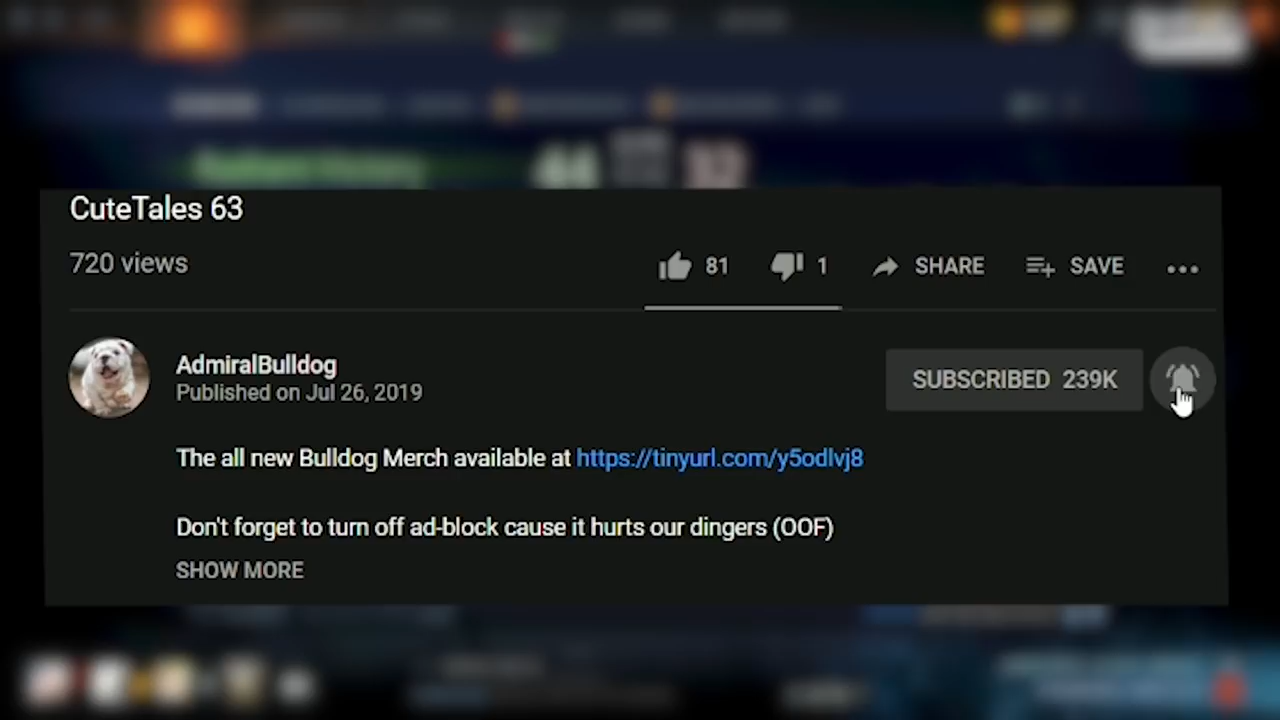 CuteTales 63
720 views
81
1
SHARE
SAVE
AdmiralBulldog
Published on Jul 26, 2019
SUBSCRIBED 239K
The all new Bulldog Merch available at https://tinyurl.com/y5odlvj8
Don't forget to turn off ad-block cause it hurts our dingers (OOF)
SHOW MORE